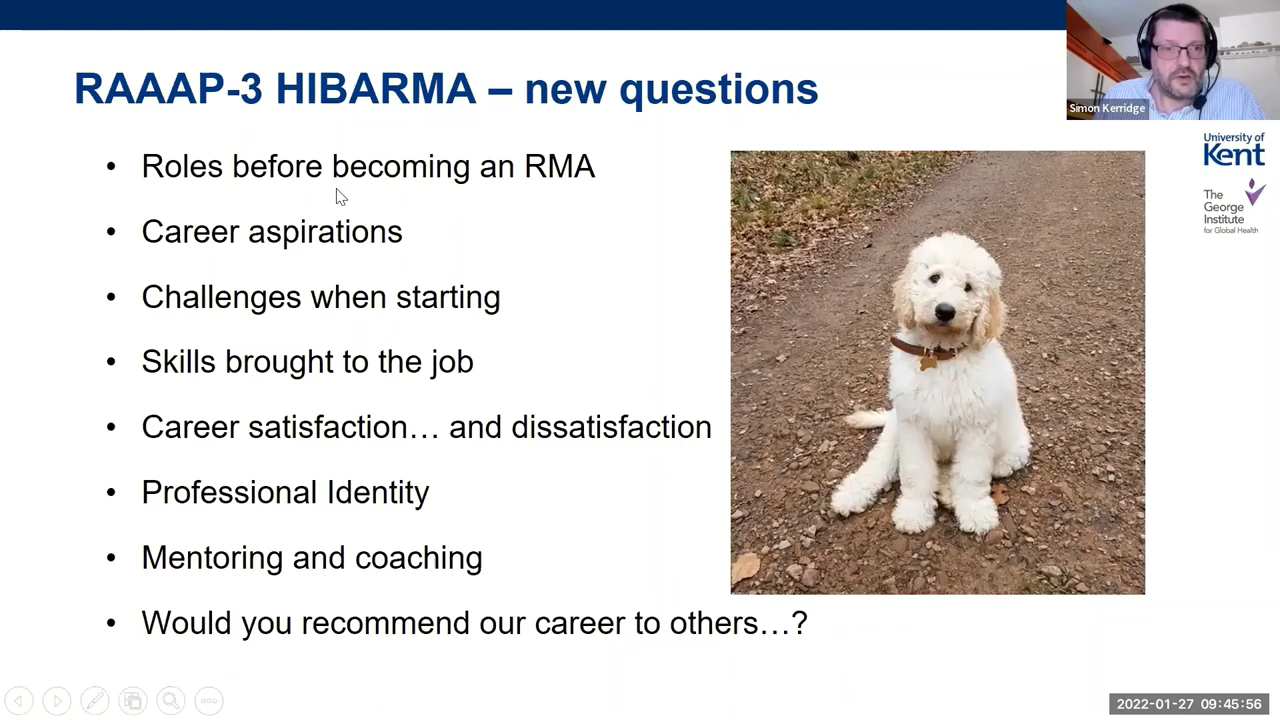 RAAAP-3 HIBARMA – new questions
Simon Kerridge
• Roles before becoming an RMA
• Career aspirations
• Challenges when starting
• Skills brought to the job
• Career satisfaction… and dissatisfaction
• Professional Identity
• Mentoring and coaching
• Would you recommend our career to others…?
University of
Kent
The
George
Institute
for Global Health
2022-01-27 09:45:56